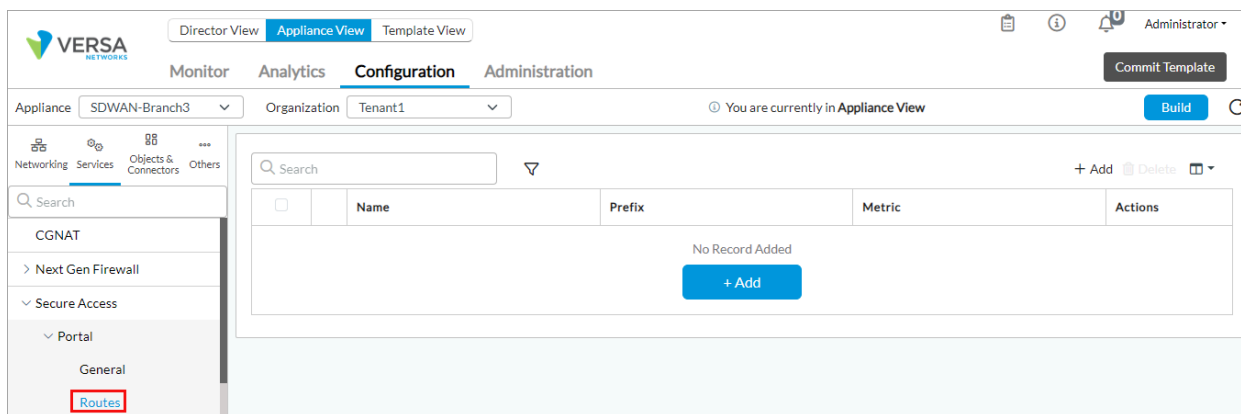 VERSA
NETWORKS
Director View Appliance View Template View
0
Administrator
Monitor Analytics Configuration Administration
Commit Template
Appliance SDWAN-Branch3 Organization Tenant1 You are currently in Appliance View Build
Networking Services Objects & Connectors Others
Search
Search
+ Add Delete
Name Prefix Metric Actions
CGNAT
No Record Added
Next Gen Firewall
+ Add
Secure Access
Portal
General
Routes